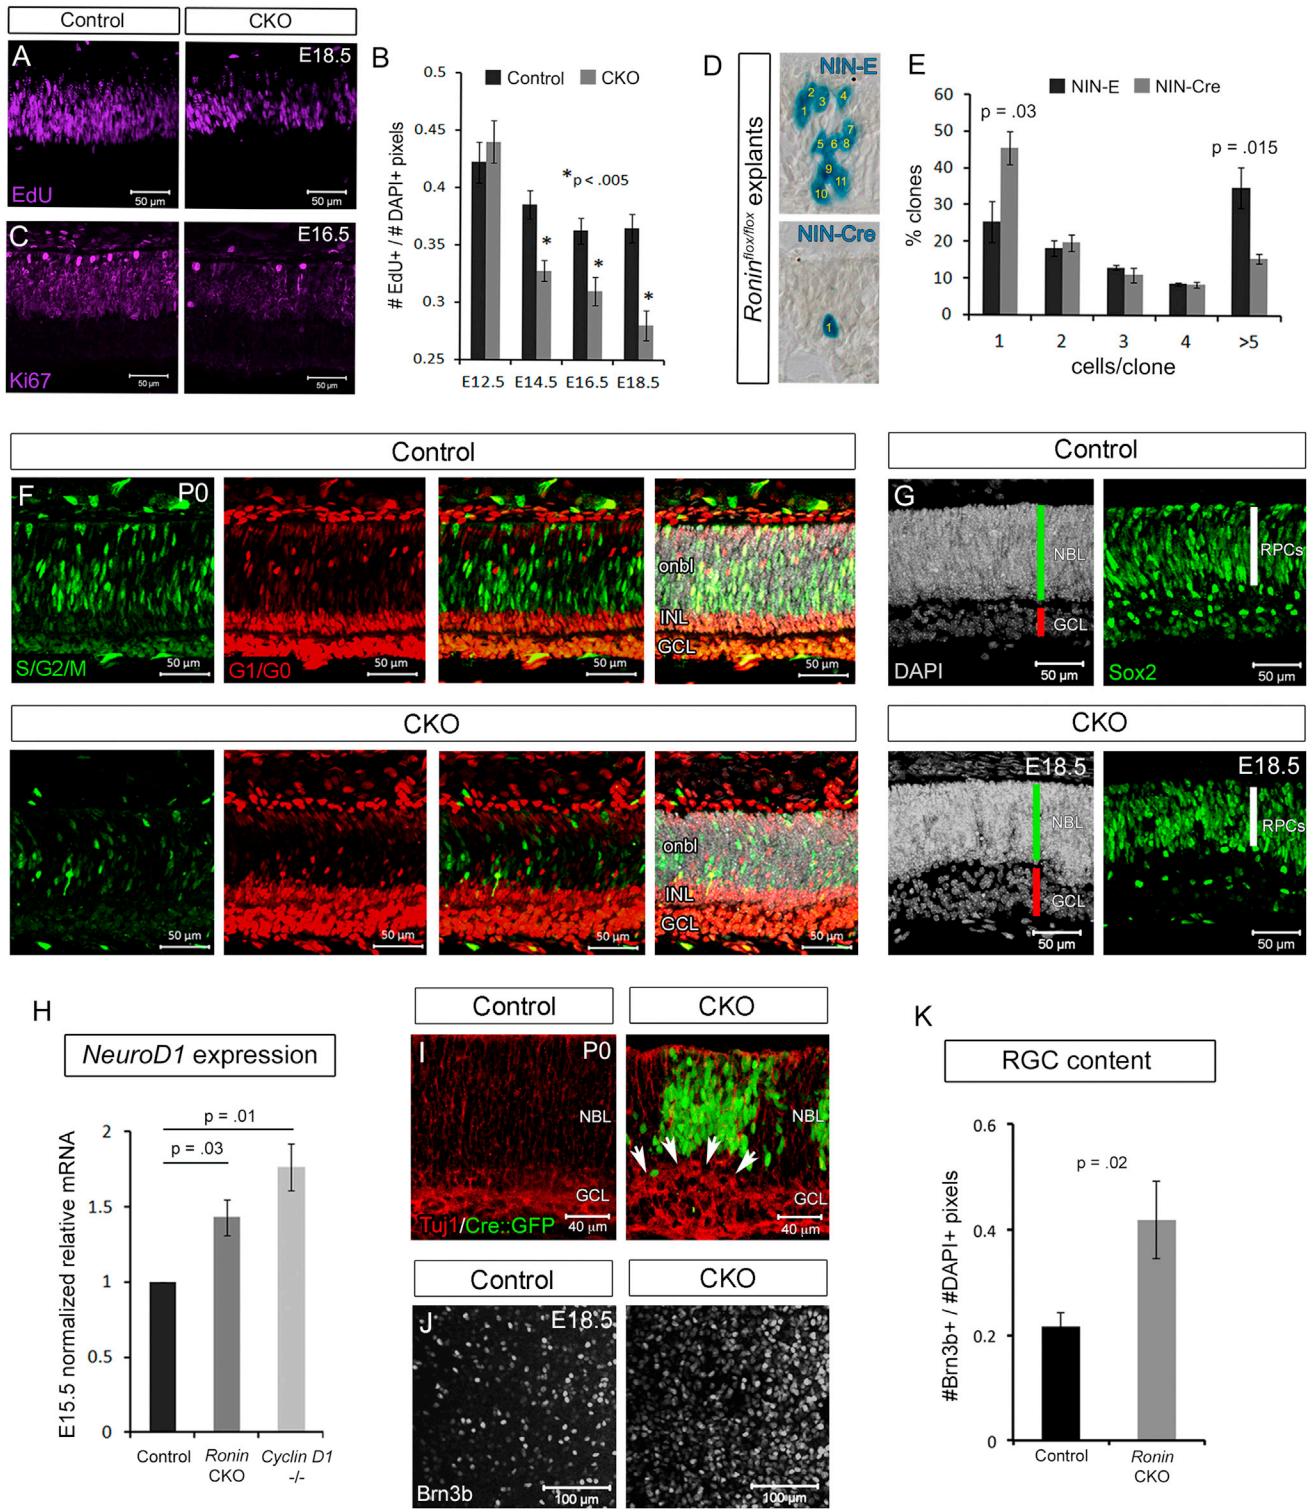 Control
CKO
A
E18.5
EdU
50 µm
50 µm
C
E16.5
Ki67
50 µm
50 µm
B
0.5
0.45
0.4
0.35
0.3
0.25
# EdU+ / # DAPI+ pixels
Control
CKO
* p < .005
*
*
*
E12.5
E14.5
E16.5
E18.5
D
Ronin flox/flox explants
NIN-E
1
2
3
4
5
6
7
8
9
10
11
NIN-Cre
1
E
NIN-E
NIN-Cre
60
50
40
30
20
10
0
% clones
p = .03
p = .015
1
2
3
4
>5
cells/clone
Control
F
P0
S/G2/M
50 µm
G1/G0
50 µm
50 µm
onbl
INL
GCL
50 µm
CKO
50 µm
50 µm
50 µm
onbl
INL
GCL
50 µm
Control
G
NBL
GCL
DAPI
50 µm
RPCs
Sox2
50 µm
CKO
E18.5
NBL
GCL
50 µm
E18.5
RPCs
50 µm
H
NeuroD1 expression
E15.5 normalized relative mRNA
2
1.5
1
0.5
0
p = .01
p = .03
Control
Ronin
CKO
Cyclin D1
-/-
Control
CKO
I
P0
NBL
GCL
Tuj1/Cre::GFP
40 µm
NBL
GCL
40 µm
Control
CKO
J
E18.5
Brn3b
100 µm
100 µm
K
RGC content
#Brn3b+ / #DAPI+ pixels
0.6
0.4
0.2
0
p = .02
Control
Ronin
CKO